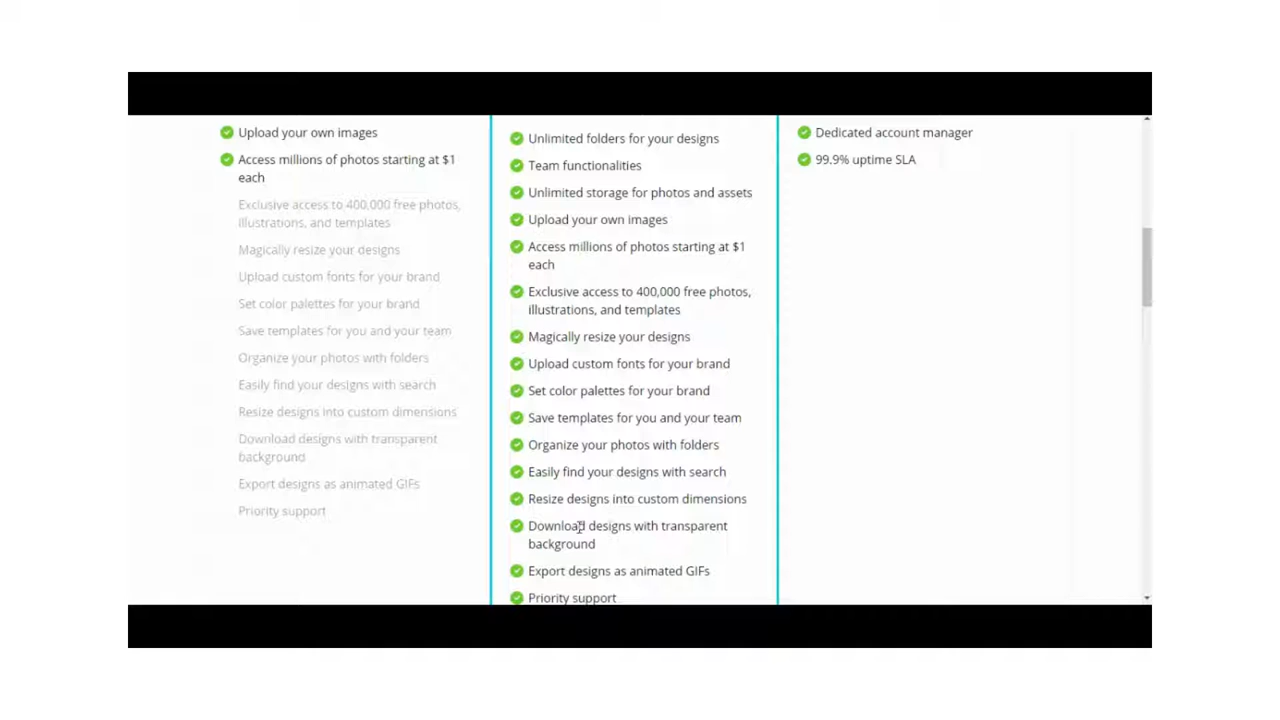 Upload your own images
Access millions of photos starting at $1
each
Exclusive access to 400,000 free photos,
illustrations, and templates
Magically resize your designs
Upload custom fonts for your brand
Set color palettes for your brand
Save templates for you and your team
Organize your photos with folders
Easily find your designs with search
Resize designs into custom dimensions
Download designs with transparent
background
Export designs as animated GIFs
Priority support
Unlimited folders for your designs
Team functionalities
Unlimited storage for photos and assets
Upload your own images
Access millions of photos starting at $1
each
Exclusive access to 400,000 free photos,
illustrations, and templates
Magically resize your designs
Upload custom fonts for your brand
Set color palettes for your brand
Save templates for you and your team
Organize your photos with folders
Easily find your designs with search
Resize designs into custom dimensions
Download designs with transparent
background
Export designs as animated GIFs
Priority support
Dedicated account manager
99.9% uptime SLA